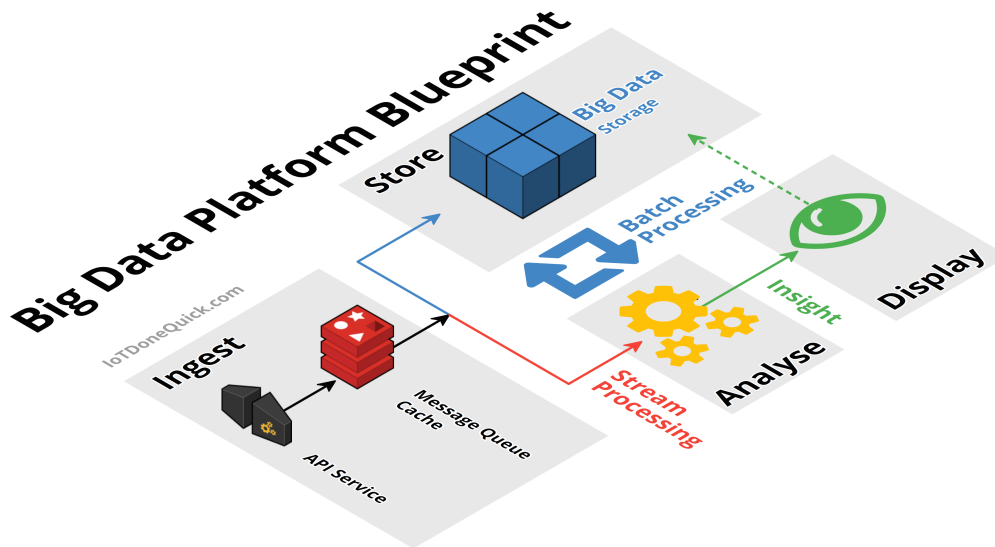 Big Data Platform Blueprint
IoTDoneQuick.com
Store
Big Data
Storage
Batch
Processing
Display
Insight
Analyse
Stream
Processing
Ingest
Message Queue
Cache
API Service